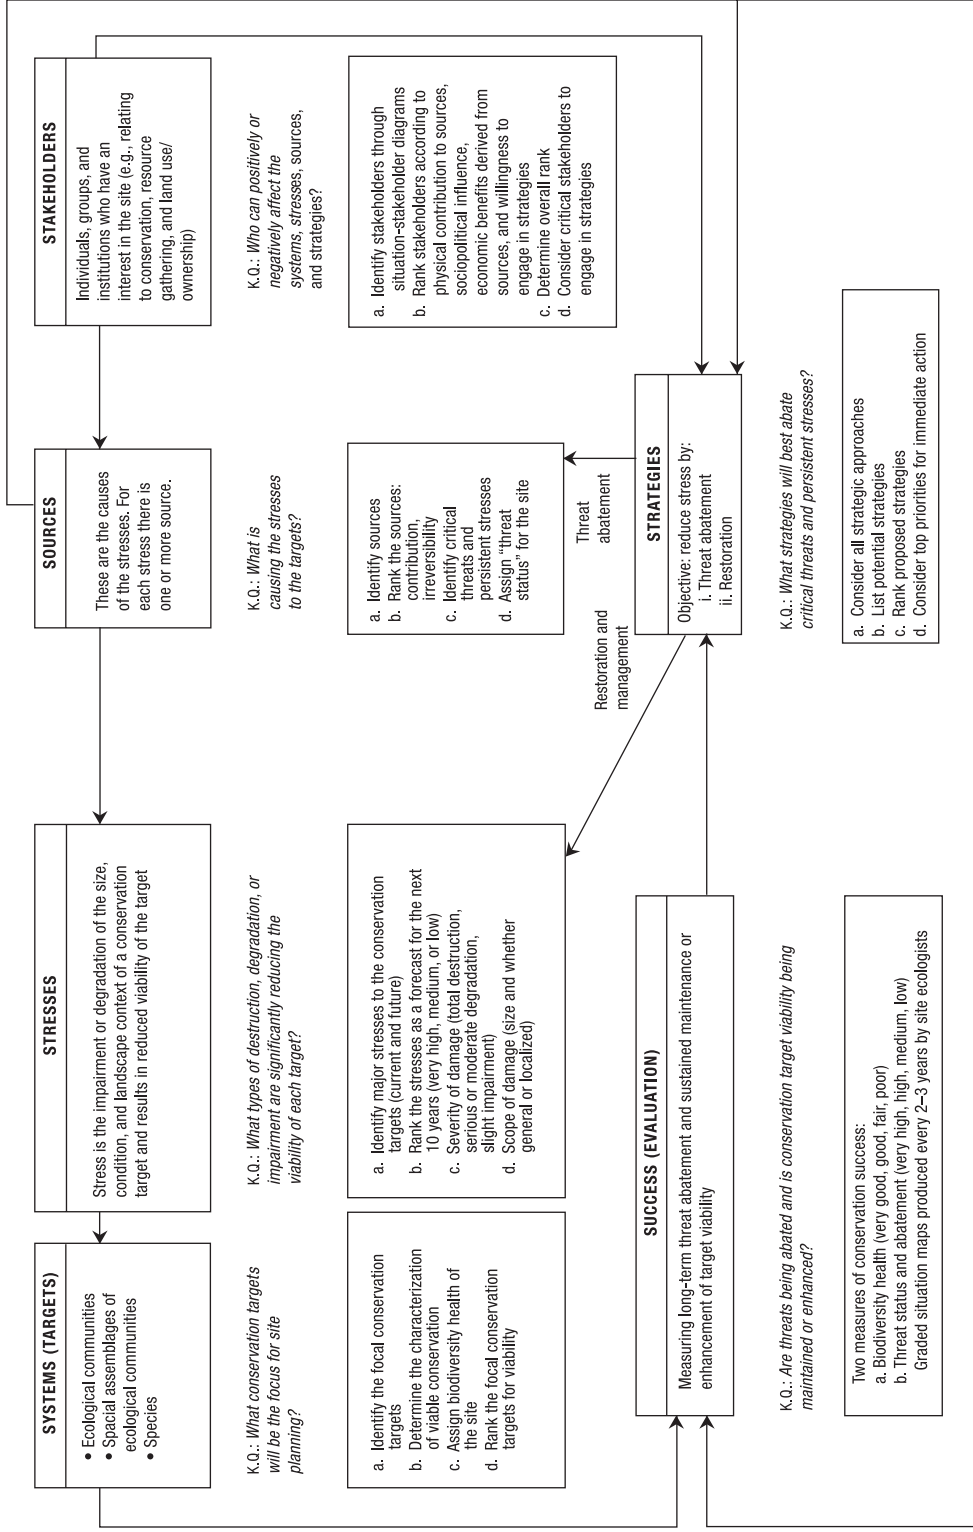 SYSTEMS (TARGETS)
• Ecological communities
• Spacial assemblages of
ecological communities
• Species
K.Q.: What conservation targets
will be the focus for site
planning?
a. Identify the focal conservation
targets
b. Determine the characterization
of viable conservation
c. Assign biodiversity health of
the site
d. Rank the focal conservation
targets for viability
STRESSES
Stress is the impairment or degradation of the size,
condition, and landscape context of a conservation
target and results in reduced viability of the target
K.Q.: What types of destruction, degradation, or
impairment are significantly reducing the
viability of each target?
a. Identify major stresses to the conservation
targets (current and future)
b. Rank the stresses as a forecast for the next
10 years (very high, medium, or low)
c. Severity of damage (total destruction,
serious or moderate degradation,
slight impairment)
d. Scope of damage (size and whether
general or localized)
SOURCES
These are the causes
of the stresses. For
each stress there is
one or more source.
K.Q.: What is
causing the stresses
to the targets?
a. Identify sources
b. Rank the sources:
contribution,
irreversibility
c. Identify critical
threats and
persistent stresses
d. Assign “threat
status” for the site
STAKEHOLDERS
Individuals, groups, and
institutions who have an
interest in the site (e.g., relating
to conservation, resource
gathering, and land use/
ownership)
K.Q.: Who can positively or
negatively affect the
systems, stresses, sources,
and strategies?
a. Identify stakeholders through
situation-stakeholder diagrams
b. Rank stakeholders according to
physical contribution to sources,
sociopolitical influence,
economic benefits derived from
sources, and willingness to
engage in strategies
c. Determine overall rank
d. Consider critical stakeholders to
engage in strategies
Restoration and
management
Threat
abatement
SUCCESS (EVALUATION)
Measuring long-term threat abatement and sustained maintenance or
enhancement of target viability
K.Q.: Are threats being abated and is conservation target viability being
maintained or enhanced?
Two measures of conservation success:
a. Biodiversity health (very good, good, fair, poor)
b. Threat status and abatement (very high, high, medium, low)
Graded situation maps produced every 2–3 years by site ecologists
STRATEGIES
Objective: reduce stress by:
i. Threat abatement
ii. Restoration
K.Q.: What strategies will best abate
critical threats and persistent stresses?
a. Consider all strategic approaches
b. List potential strategies
c. Rank proposed strategies
d. Consider top priorities for immediate action